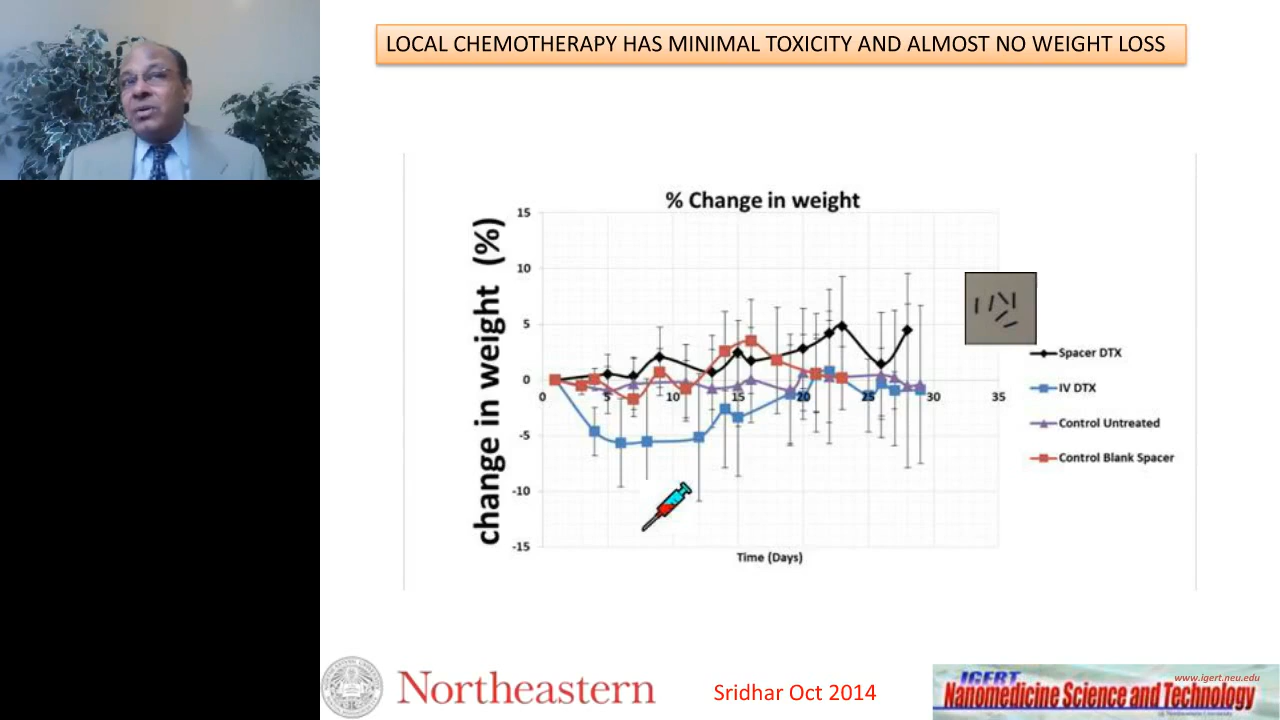 LOCAL CHEMOTHERAPY HAS MINIMAL TOXICITY AND ALMOST NO WEIGHT LOSS
% Change in weight
change in weight (%)
15
10
5
0
-5
-10
-15
0
5
10
15
20
25
30
35
Time (Days)
Spacer DTX
IV DTX
Control Untreated
Control Blank Spacer
Northeastern
Sridhar Oct 2014
IGERT
www.igert.neu.edu
Nanomedicine Science and Technology